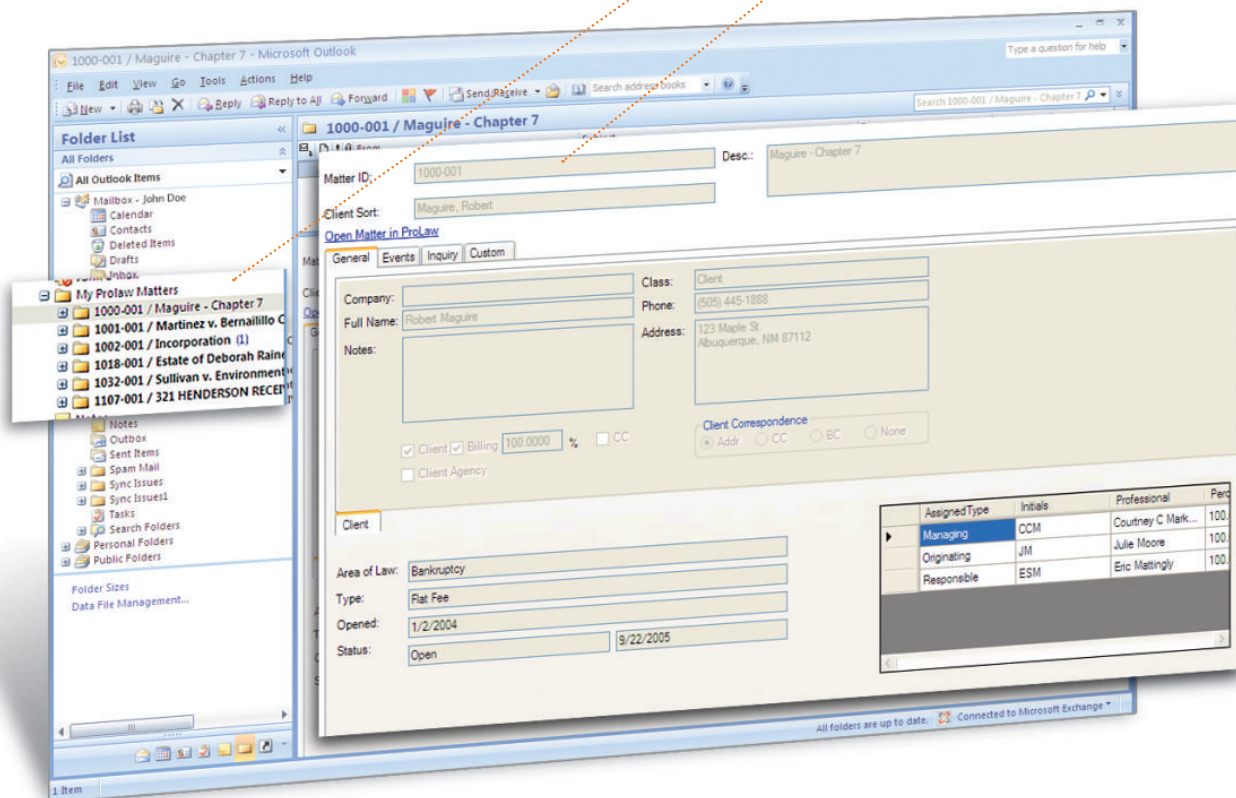 1000-001 / Maguire - Chapter 7 - Microsoft Outlook
Type a question for help
File Edit View Go Tools Actions Help
New Reply Reply to All Forward Send/Receive Search address books
Search 1000-001 / Maguire - Chapter 7
Folder List
All Folders
All Outlook Items
Mailbox - John Doe
Calendar
Contacts
Deleted Items
Drafts
Inbox
My Prolaw Matters
1000-001 / Maguire - Chapter 7
1001-001 / Martinez v. Bernailillo C
1002-001 / Incorporation (1)
1018-001 / Estate of Deborah Raine
1032-001 / Sullivan v. Environment
1107-001 / 321 HENDERSON RECEI
Notes
Outbox
Sent Items
Spam Mail
Sync Issues
Sync Issues1
Tasks
Search Folders
Personal Folders
Public Folders
Folder Sizes
Data File Management...
1 Item
1000-001 / Maguire - Chapter 7
From
Matter ID: 1000-001 Desc.: Maguire - Chapter 7
Client Sort: Maguire, Robert
Open Matter in ProLaw
General Events Inquiry Custom
Company: Class: Client
Full Name: Robert Maguire Phone: (505) 445-1888
Notes: Address: 123 Maple St.
Albuquerque, NM 87112
Client Billing 100.0000 % CC
Client Agency
Client Correspondence
Addr. CC BC None
Client
Area of Law: Bankruptcy
Type: Flat Fee
Opened: 1/2/2004
Status: Open 9/22/2005
AssignedType Initials Professional Perc
Managing CCM Courtney C Mark... 100.
Originating JM Julie Moore 100.
Responsible ESM Eric Mattingly 100.
All folders are up to date. Connected to Microsoft Exchange